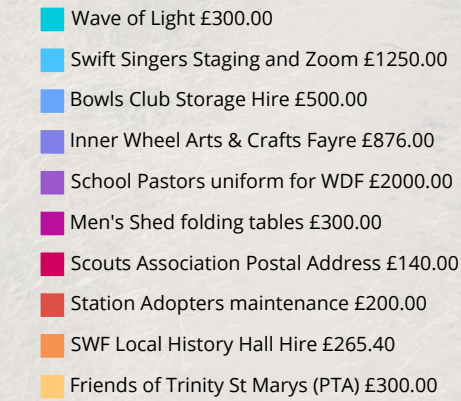 Wave of Light £300.00
Swift Singers Staging and Zoom £1250.00
Bowls Club Storage Hire £500.00
Inner Wheel Arts & Crafts Fayre £876.00
School Pastors uniform for WDF £2000.00
Men's Shed folding tables £300.00
Scouts Association Postal Address £140.00
Station Adopters maintenance £200.00
SWF Local History Hall Hire £265.40
Friends of Trinity St Marys (PTA) £300.00